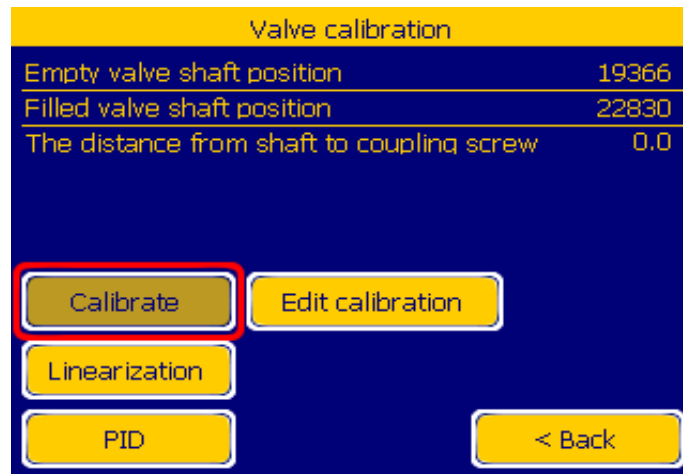 Valve calibration
Empty valve shaft position 19366
Filled valve shaft position 22830
The distance from shaft to coupling screw 0.0
Calibrate Edit calibration
Linearization
PID < Back